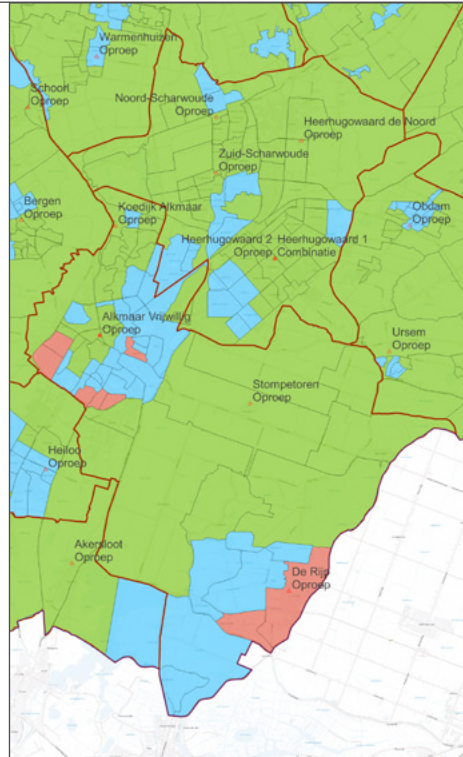 Warmenhuizen
Oproep
Schoorl
Oproep
Noord-Scharwoude
Oproep
Heerhugowaard de Noord
Oproep
Zuid-Scharwoude
Oproep
Bergen
Oproep
Koedijk Alkmaar
Oproep
Obdam
Oproep
Heerhugowaard 2
Oproep
Heerhugowaard 1
Combinatie
Alkmaar Vrijwillig
Oproep
Ursem
Oproep
Stompetoren
Oproep
Heiloo
Oproep
Akersloot
Oproep
De Rijp
Oproep